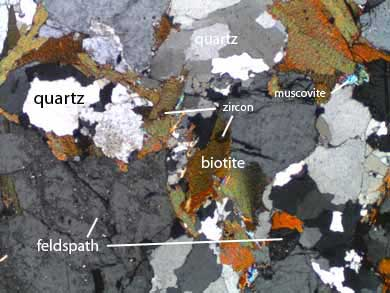 quartz
quartz
muscovite
zircon
biotite
feldspath